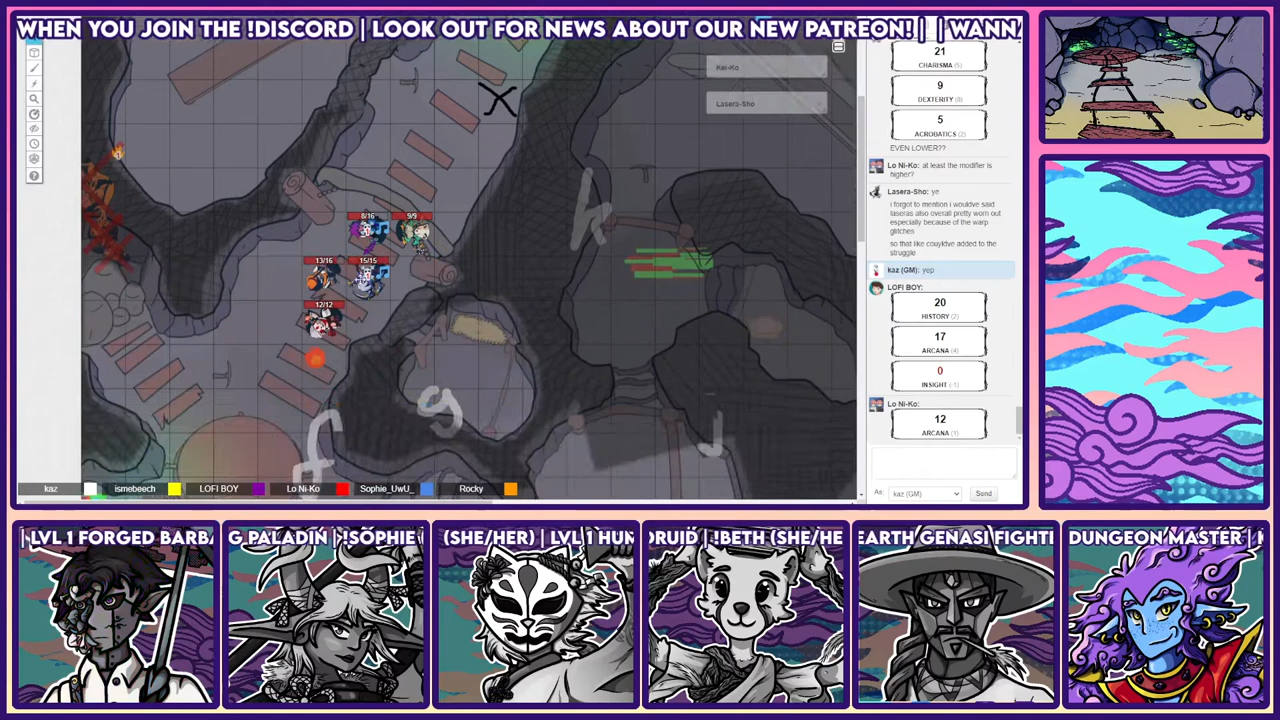 WHEN YOU JOIN THE !DISCORD | LOOK OUT FOR NEWS ABOUT OUR NEW PATREON! | | WANN
Kei-Ko
Lasera-Sho
X
h
8/16
9/9
13/16
15/15
12/12
g
f
J
kaz
ismebeech
LOFI BOY
Lo Ni-Ko
Sophie_UwU_
Rocky
21
CHARISMA (5)
9
DEXTERITY (8)
5
ACROBATICS (2)
EVEN LOWER??
Lo Ni-Ko: at least the modifier is
higher?
Lasera-Sho: ye
i forgot to mention i wouldve said
laseras also overall pretty worn out
especially because of the warp
glitches
so that like couyldve added to the
struggle
kaz (GM): yep
LOFI BOY:
20
HISTORY (2)
17
ARCANA (4)
0
INSIGHT (-1)
Lo Ni-Ko:
12
ARCANA (1)
As:
kaz (GM)
Send
| LVL 1 FORGED BARBA
G PALADIN | !SOPHIE
(SHE/HER) | LVL 1 HUM
DRUID | !BETH (SHE/HE
EARTH GENASI FIGHTI
DUNGEON MASTER |